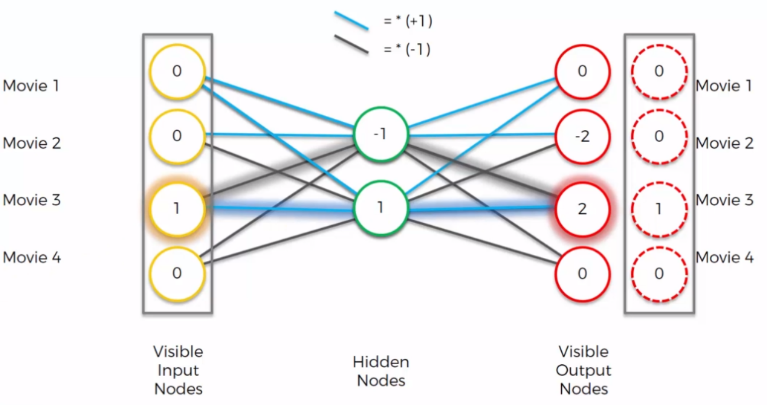 = * (+1)
= * (-1)
Movie 1
0
0
0
Movie 1
Movie 2
0
-1
-2
0
Movie 2
Movie 3
1
1
2
1
Movie 3
Movie 4
0
0
0
Movie 4
Visible
Input
Nodes
Hidden
Nodes
Visible
Output
Nodes